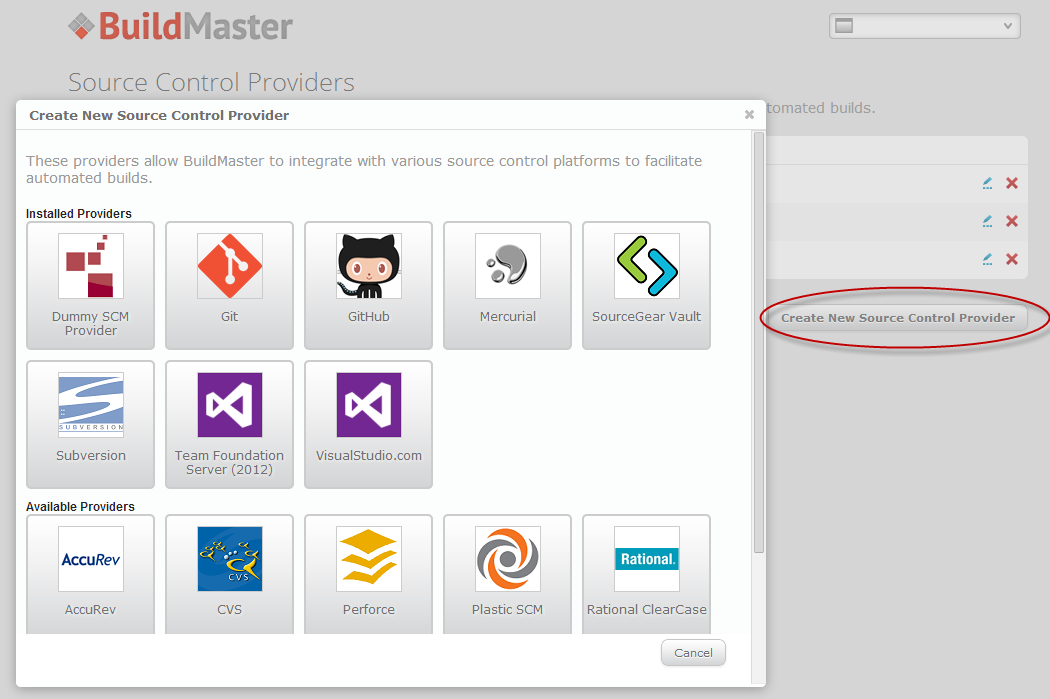 BuildMaster
Source Control Providers
tomated builds.
Create New Source Control Provider
These providers allow BuildMaster to integrate with various source control platforms to facilitate
automated builds.
Installed Providers
Dummy SCM
Provider
Git
GitHub
Mercurial
SourceGear Vault
Create New Source Control Provider
SUBVERSION
Subversion
Team Foundation
Server (2012)
VisualStudio.com
Available Providers
AccuRev
CVS
Rational.
AccuRev
CVS
Perforce
Plastic SCM
Rational ClearCase
Cancel